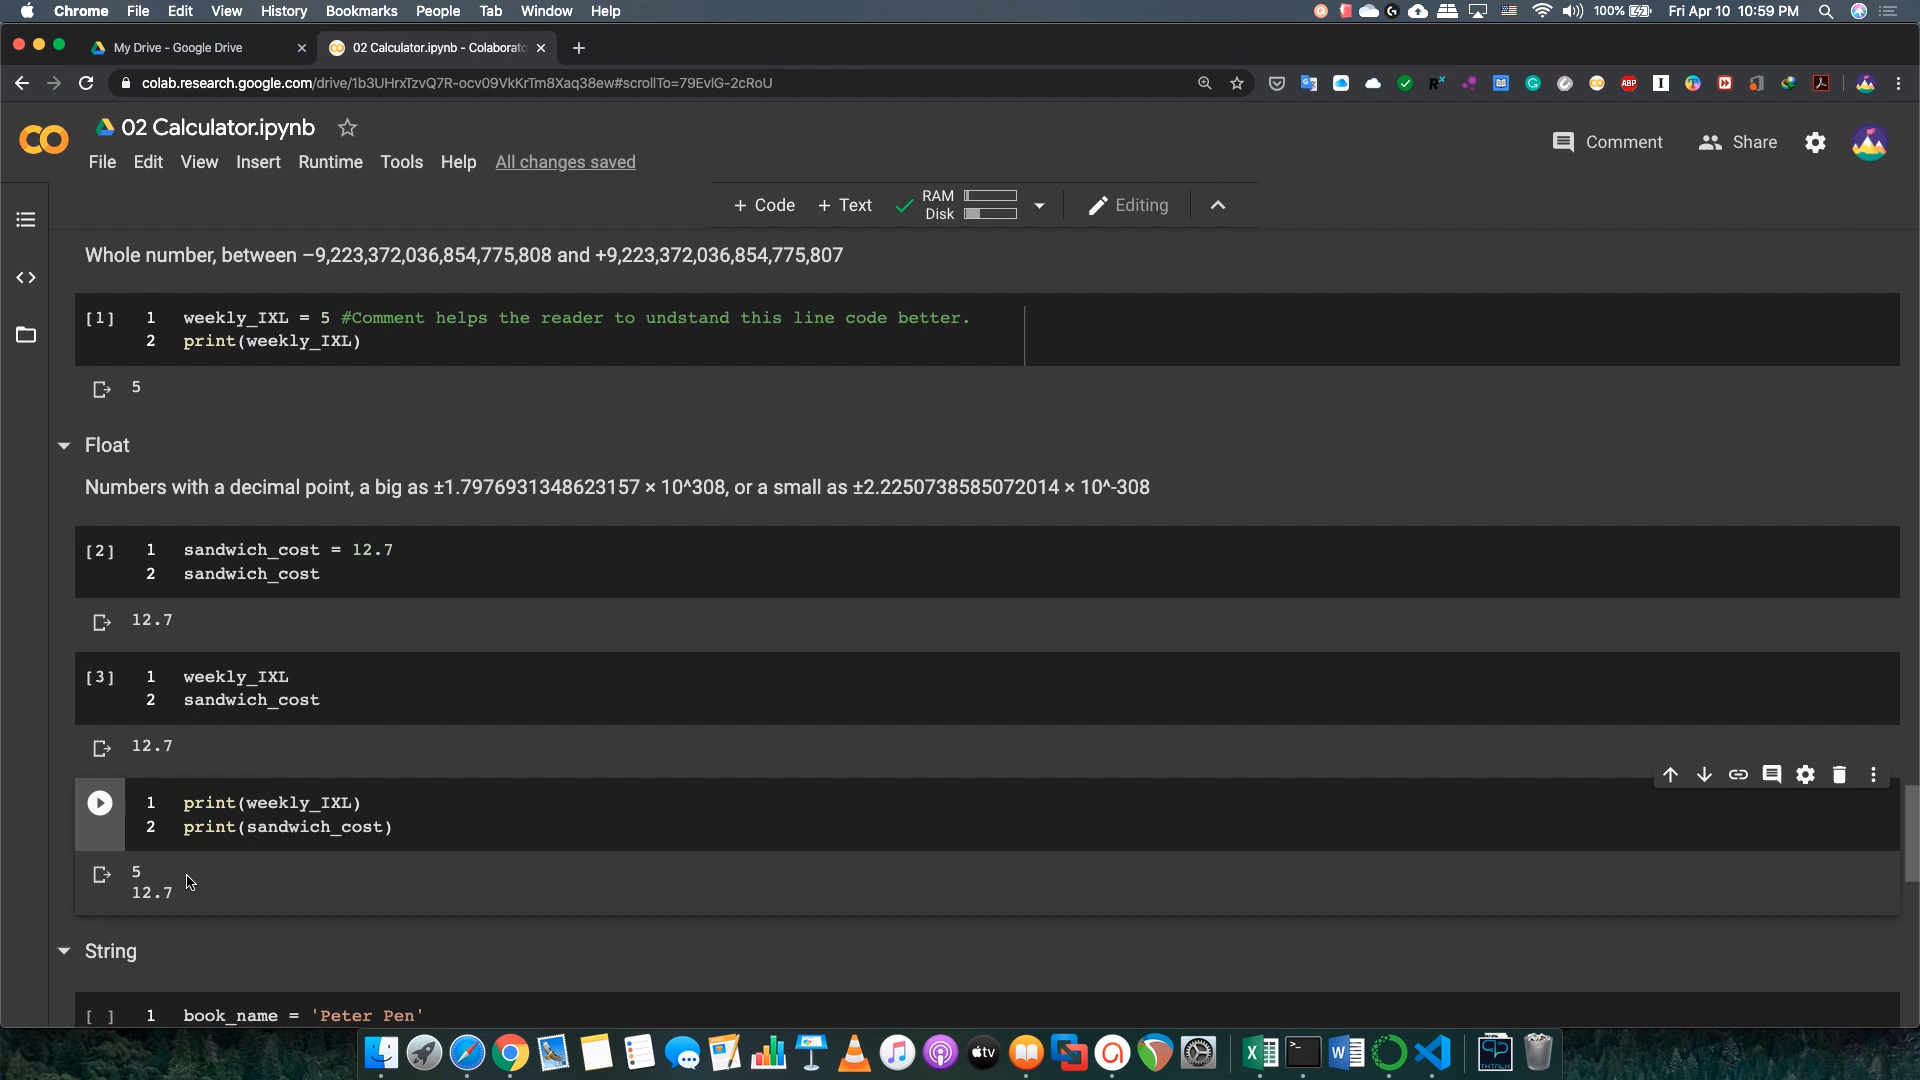 Chrome File Edit View History Bookmarks People Tab Window Help 100% Fri Apr 10 10:59 PM
My Drive - Google Drive 02 Calculator.ipynb - Colaborato
colab.research.google.com/drive/1b3UHrxTzvQ7R-ocv09VkKrTm8Xaq38ew#scrollTo=79EvlG-2cRoU
02 Calculator.ipynb
Comment Share
File Edit View Insert Runtime Tools Help All changes saved
+ Code + Text RAM Disk Editing
Whole number, between −9,223,372,036,854,775,808 and +9,223,372,036,854,775,807
[1] 1 weekly_IXL = 5 #Comment helps the reader to undstand this line code better.
2 print(weekly_IXL)
5
Float
Numbers with a decimal point, a big as ±1.7976931348623157 × 10^308, or a small as ±2.2250738585072014 × 10^-308
[2] 1 sandwich_cost = 12.7
2 sandwich_cost
12.7
[3] 1 weekly_IXL
2 sandwich_cost
12.7
1 print(weekly_IXL)
2 print(sandwich_cost)
5
12.7
String
[ ] 1 book_name = 'Peter Pen'